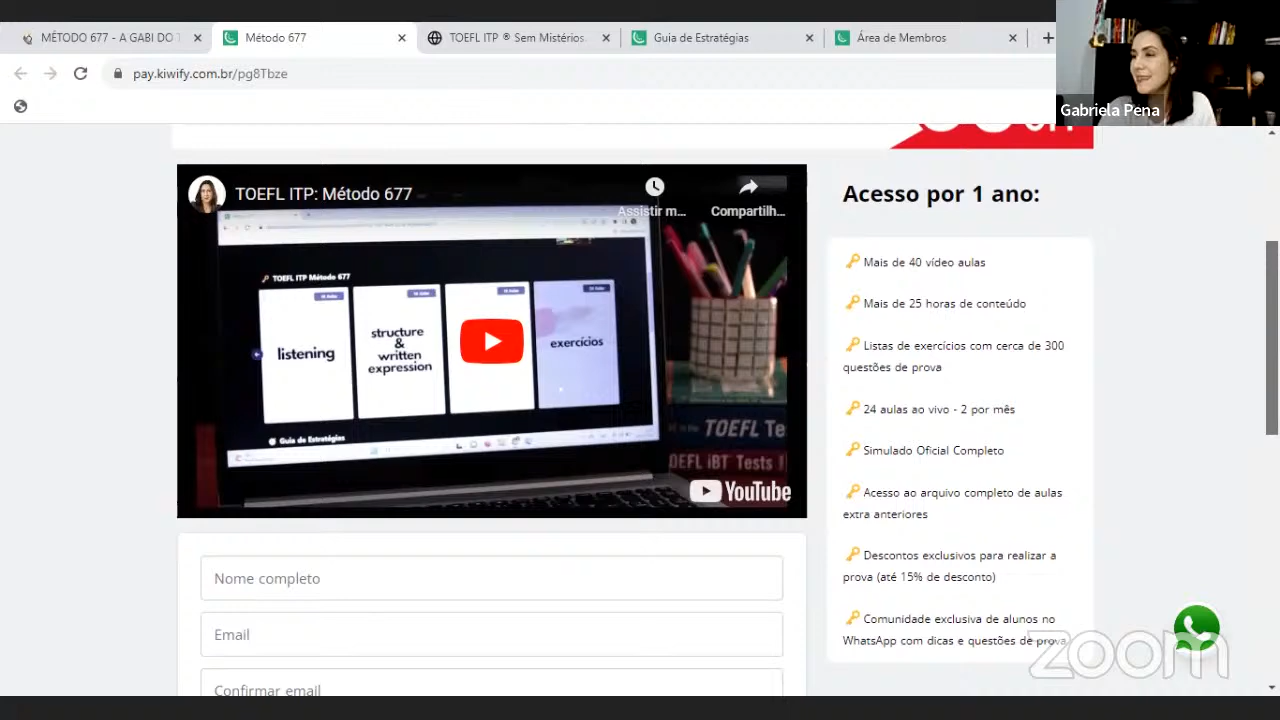 MÉTODO 677 - A GABI DO T
Método 677
TOEFL ITP ® Sem Mistérios
Guia de Estratégias
Área de Membros
pay.kiwify.com.br/pg8Tbze
Gabriela Pena
TOEFL ITP: Método 677
Assistir m...
Compartilh...
TOEFL ITP Método 677
listening
structure
&
written
expression
exercícios
Guia de Estratégias
TOEFL Te
OEFL iBT Tests
YouTube
Acesso por 1 ano:
Mais de 40 vídeo aulas
Mais de 25 horas de conteúdo
Listas de exercícios com cerca de 300
questões de prova
24 aulas ao vivo - 2 por mês
Simulado Oficial Completo
Acesso ao arquivo completo de aulas
extra anteriores
Descontos exclusivos para realizar a
prova (até 15% de desconto)
Comunidade exclusiva de alunos no
WhatsApp com dicas e questões de prova
Nome completo
Email
Confirmar email
zoom